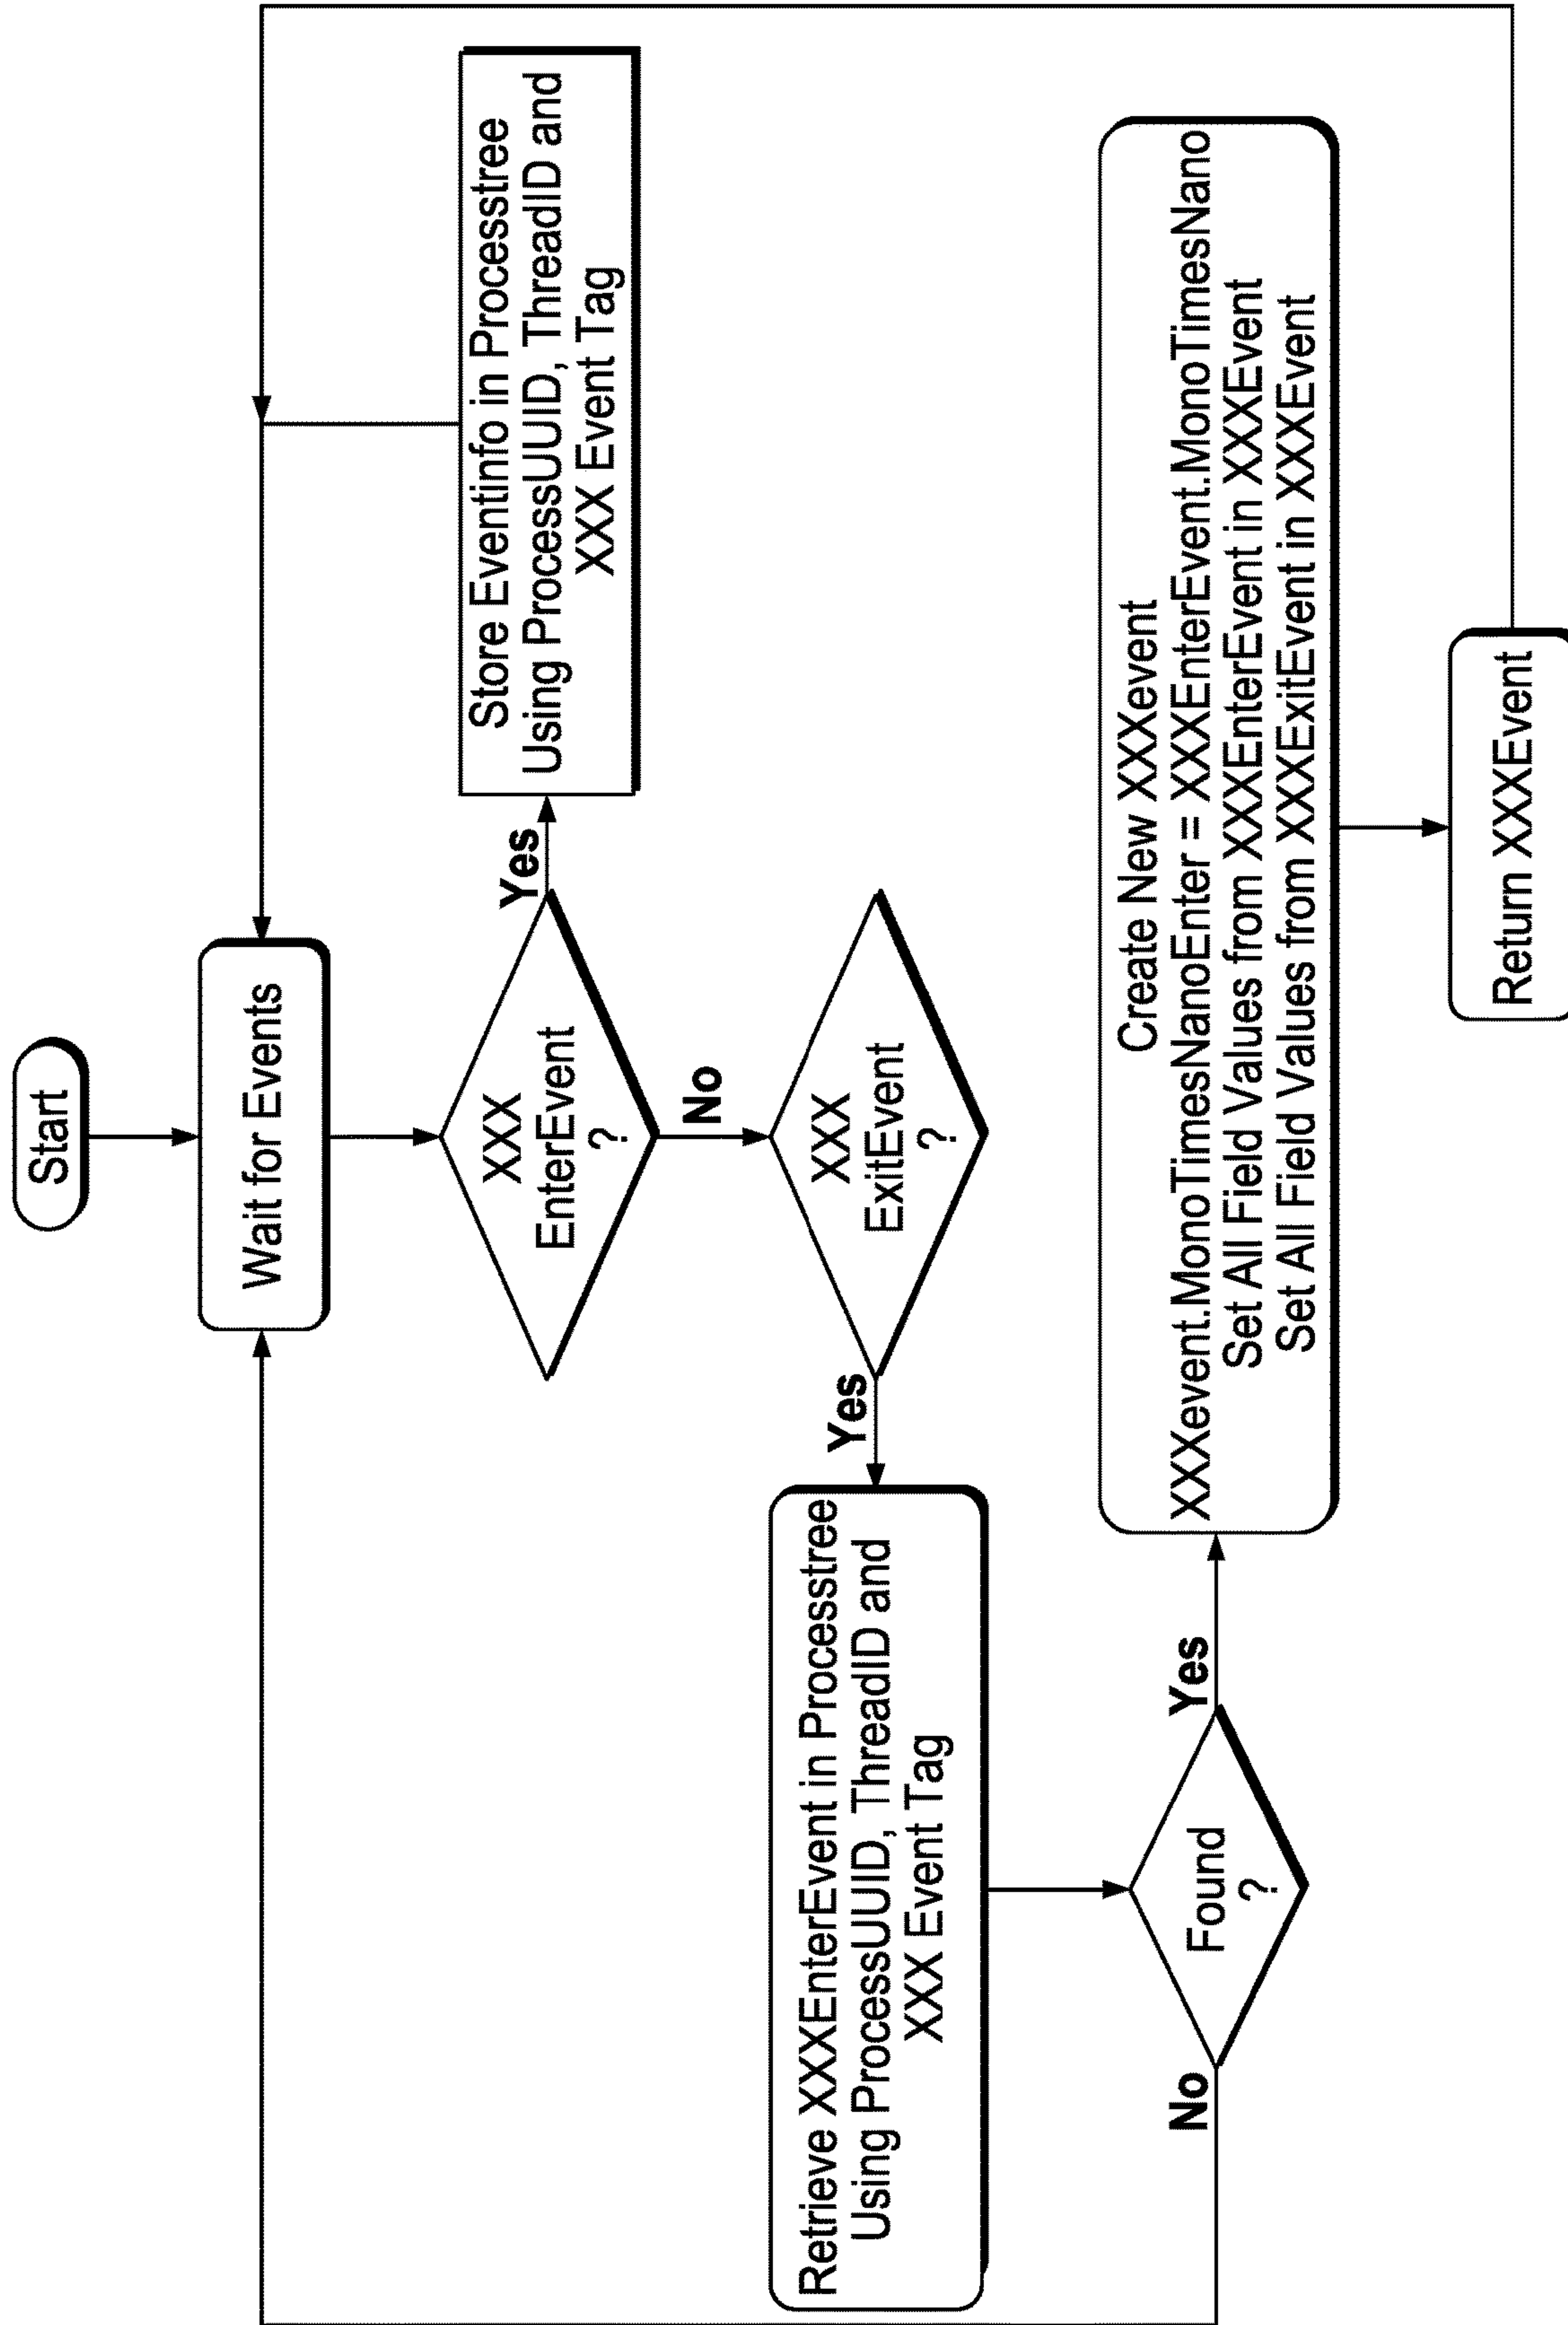 Start
Wait for Events
XXX
EnterEvent
?
Yes
Store Eventinfo in Processtree
Using ProcessUUID, ThreadID and
XXX Event Tag
No
XXX
ExitEvent
?
Yes
Retrieve XXXEnterEvent in Processtree
Using ProcessUUID, ThreadID and
XXX Event Tag
Found
?
No
Yes
Create New XXXevent
XXXevent.MonoTimesNanoEnter = XXXEnterEvent.MonoTimesNano
Set All Field Values from XXXEnterEvent in XXXEvent
Set All Field Values from XXXExitEvent in XXXEvent
Return XXXEvent